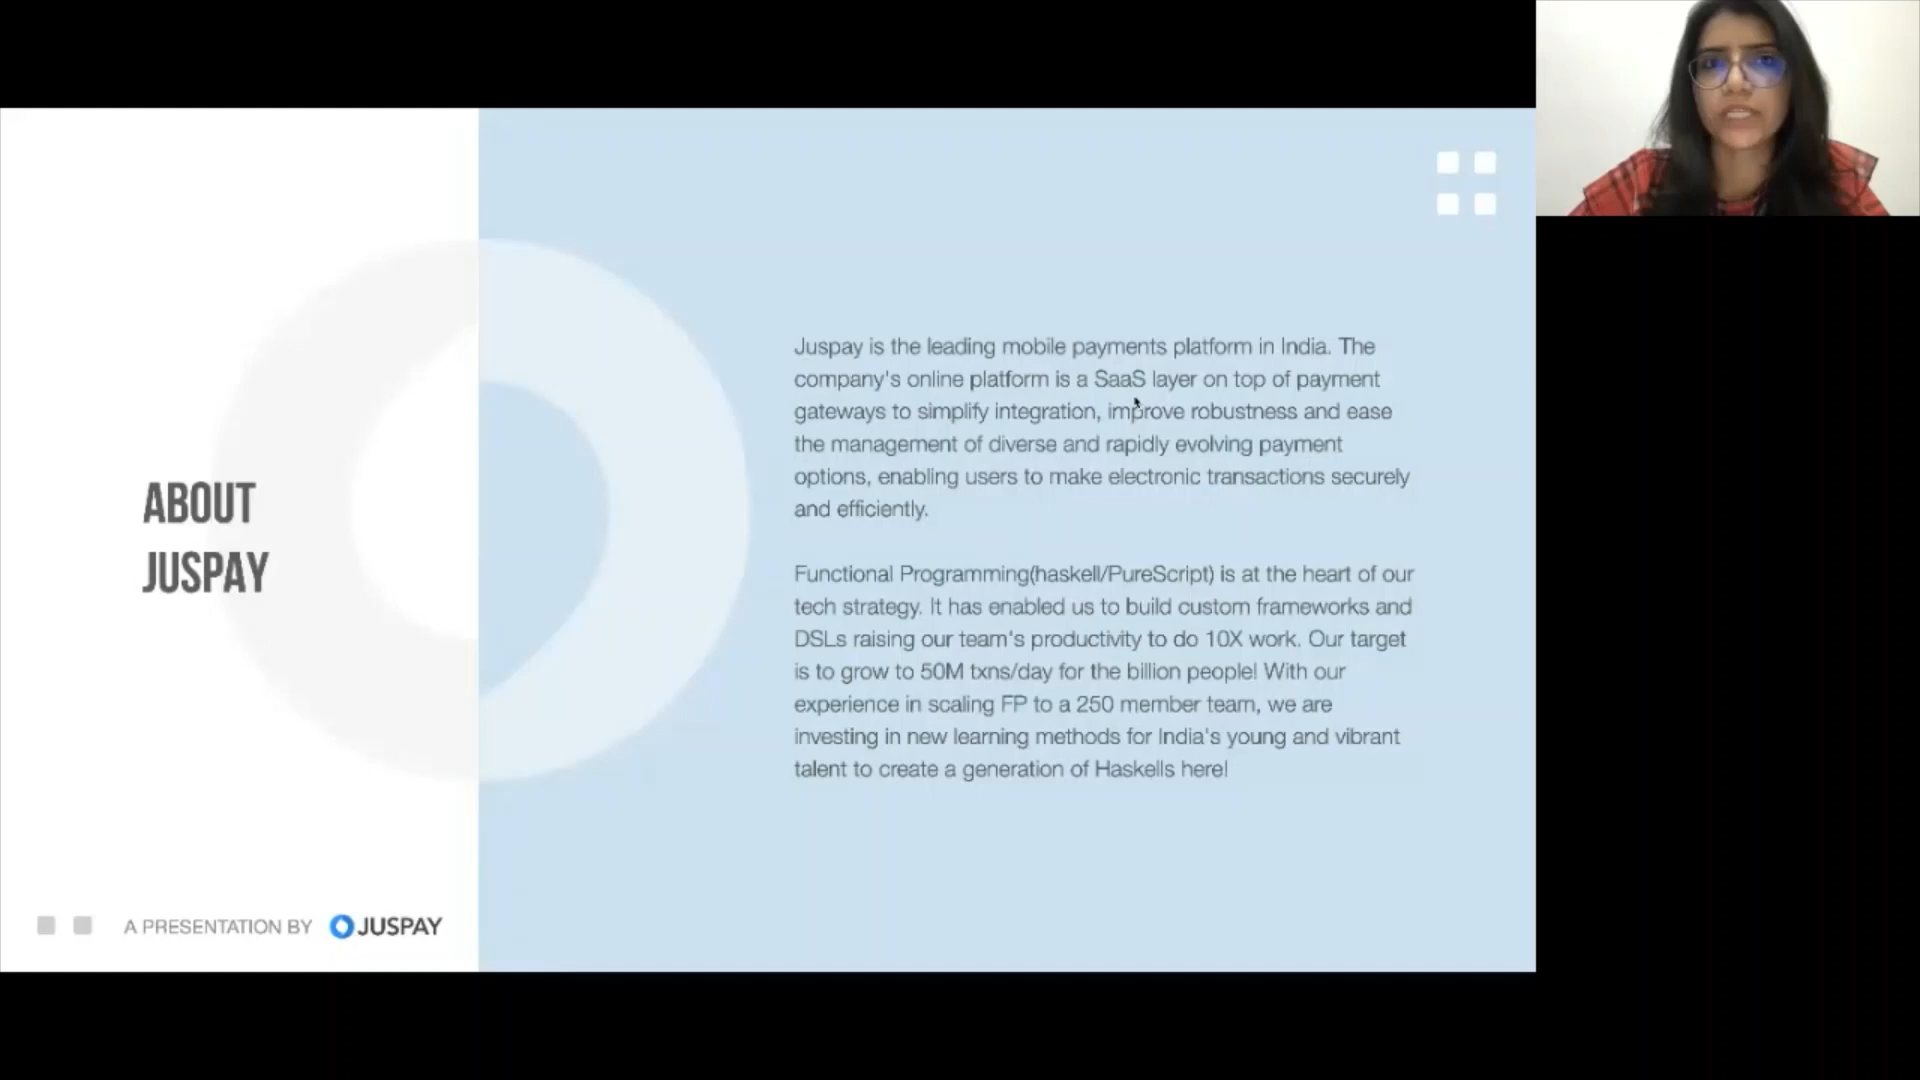 ABOUT
JUSPAY
Juspay is the leading mobile payments platform in India. The
company's online platform is a SaaS layer on top of payment
gateways to simplify integration, improve robustness and ease
the management of diverse and rapidly evolving payment
options, enabling users to make electronic transactions securely
and efficiently.
Functional Programming(haskell/PureScript) is at the heart of our
tech strategy. It has enabled us to build custom frameworks and
DSLs raising our team's productivity to do 10X work. Our target
is to grow to 50M txns/day for the billion people! With our
experience in scaling FP to a 250 member team, we are
investing in new learning methods for India's young and vibrant
talent to create a generation of Haskells here!
A PRESENTATION BY JUSPAY